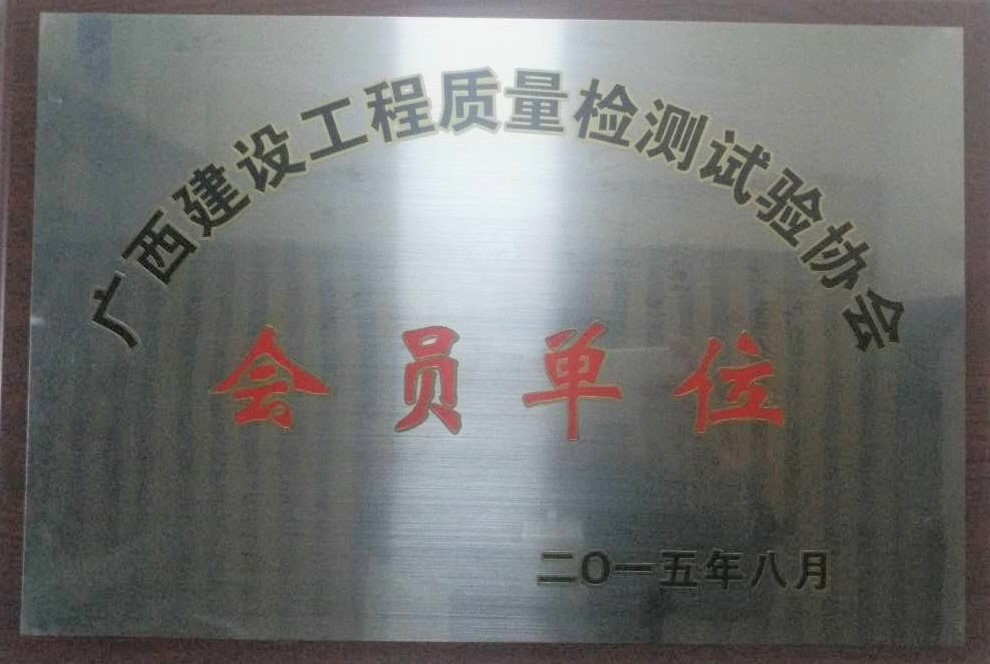 广西建设工程质量检测试验协会
会员单位
二〇一五年八月